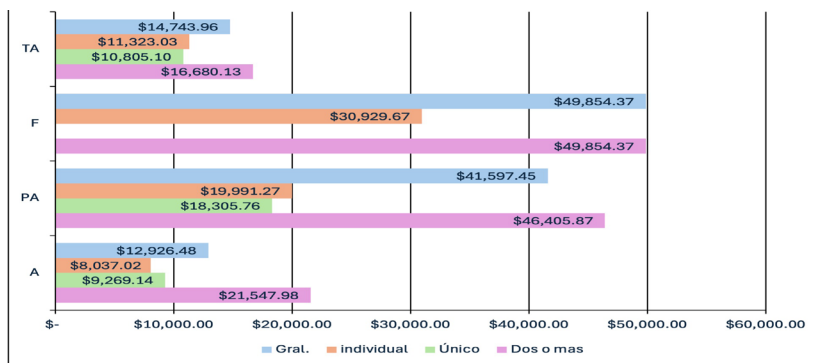 TA
$14,743.96
$11,323.03
$10,805.10
$16,680.13
F
$49,854.37
$30,929.67
$49,854.37
PA
$41,597.45
$19,991.27
$18,305.76
$46,405.87
A
$12,926.48
$8,037.02
$9,269.14
$21,547.98
$- $10,000.00 $20,000.00 $30,000.00 $40,000.00 $50,000.00 $60,000.00
Gral. individual Único Dos o mas